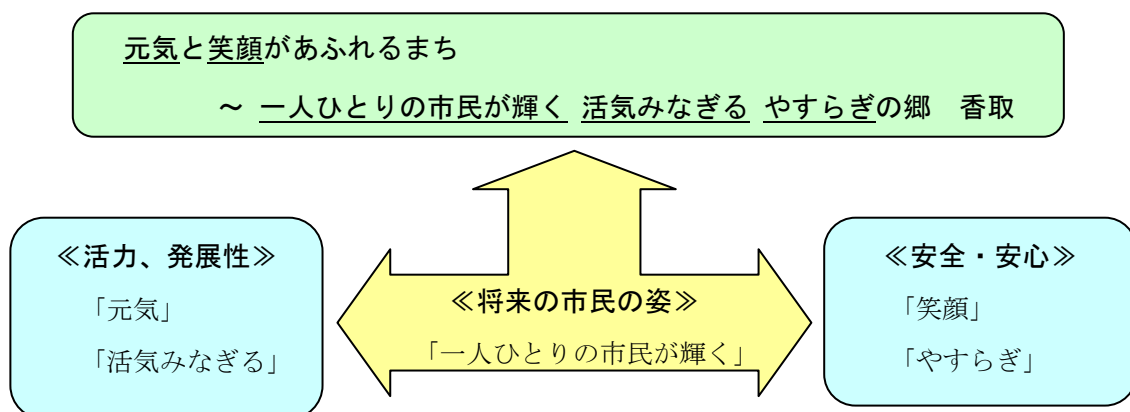 元気と笑顔があふれるまち
～ 一人ひとりの市民が輝く 活気みなぎる やすらぎの郷　香取
≪活力、発展性≫
「元気」
「活気みなぎる」
≪将来の市民の姿≫
「一人ひとりの市民が輝く」
≪安全・安心≫
「笑顔」
「やすらぎ」